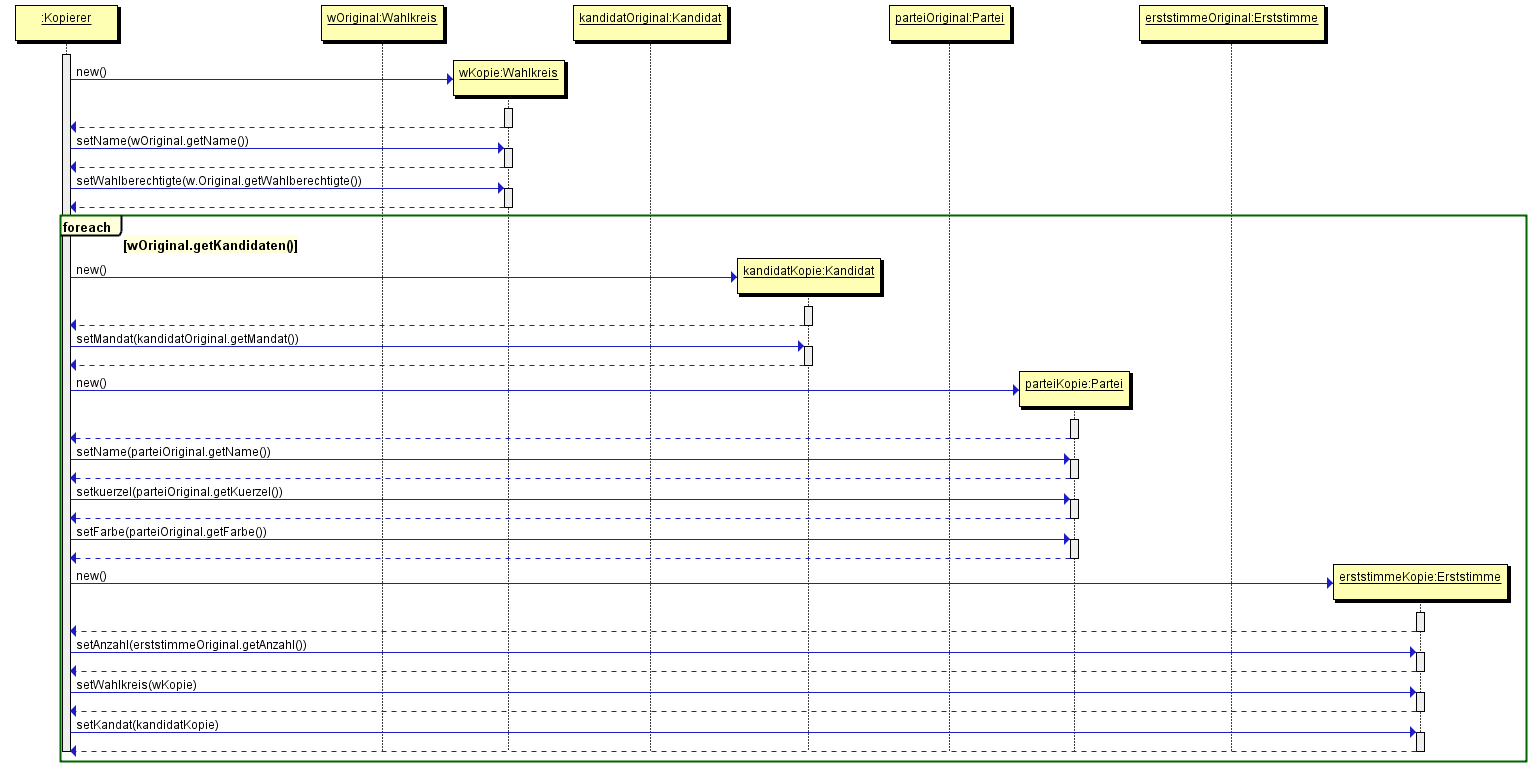 :Kopierer
wOriginal:Wahlkreis
kandidatOriginal:Kandidat
parteiOriginal:Partei
erststimmeOriginal:Erststimme
new()
wKopie:Wahlkreis
setName(wOriginal.getName())
setWahlberechtigte(w.Original.getWahlberechtigte())
foreach
[wOriginal.getKandidaten()]
new()
kandidatKopie:Kandidat
setMandat(kandidatOriginal.getMandat())
new()
parteiKopie:Partei
setName(parteiOriginal.getName())
setkuerzel(parteiOriginal.getKuerzel())
setFarbe(parteiOriginal.getFarbe())
new()
erststimmeKopie:Erststimme
setAnzahl(erststimmeOriginal.getAnzahl())
setWahlkreis(wKopie)
setKandat(kandidatKopie)